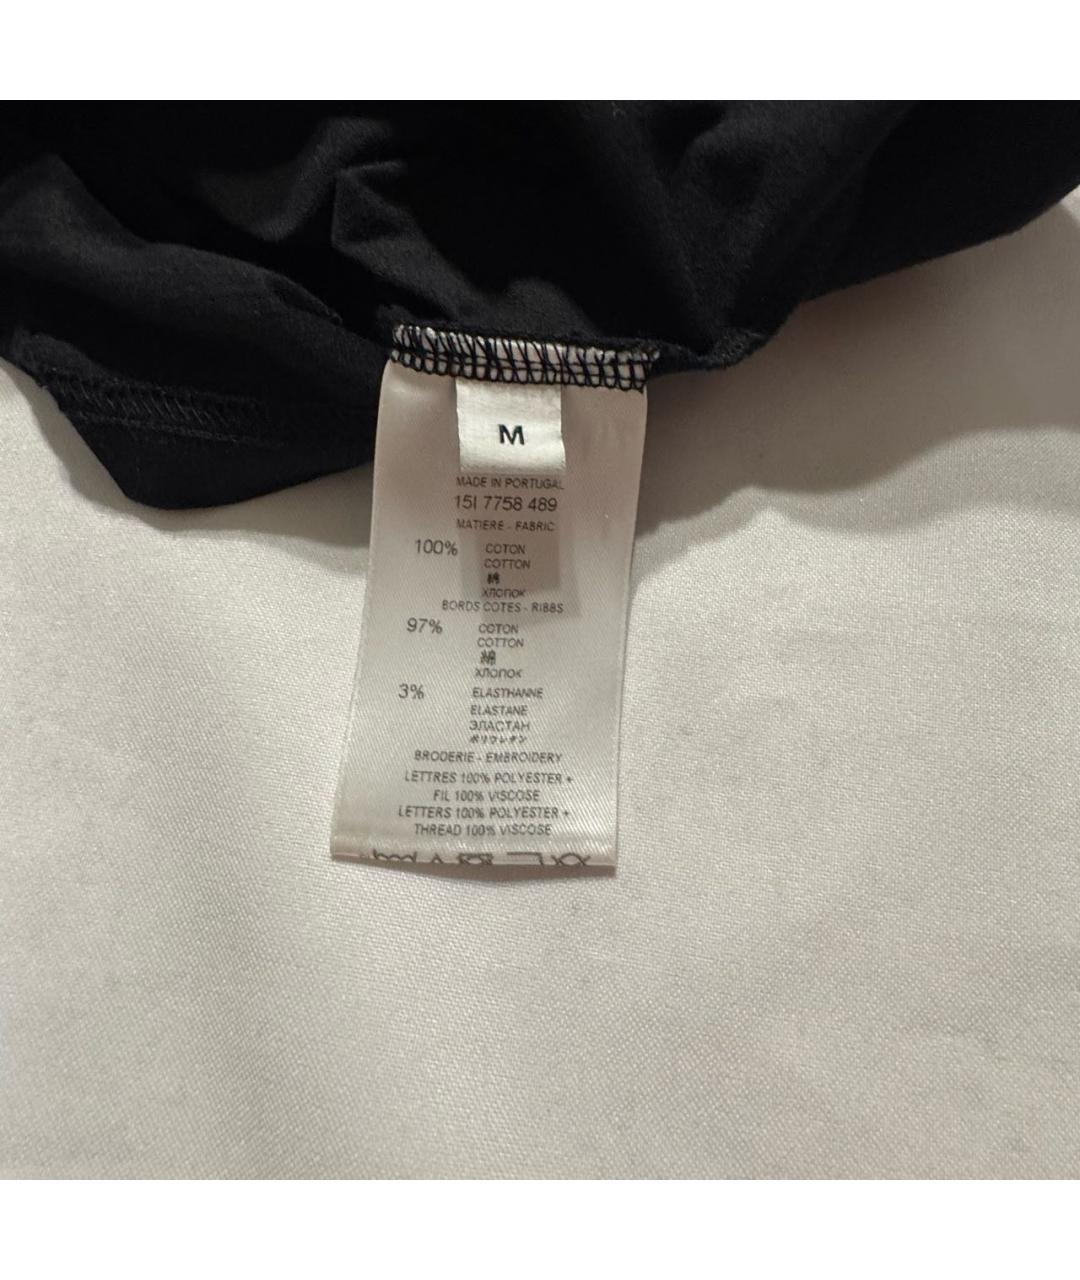 M
MADE IN PORTUGAL
15I 7758 489
MATIERE - FABRIC
100% COTON
COTTON
綿
ХЛОПОК
BORDS COTES - RIBBS
97% COTON
COTTON
綿
ХЛОПОК
3% ELASTHANNE
ELASTANE
ЭЛАСТАН
ポリウレタン
BRODERIE - EMBROIDERY
LETTRES 100% POLYESTER +
FIL 100% VISCOSE
LETTERS 100% POLYESTER +
THREAD 100% VISCOSE